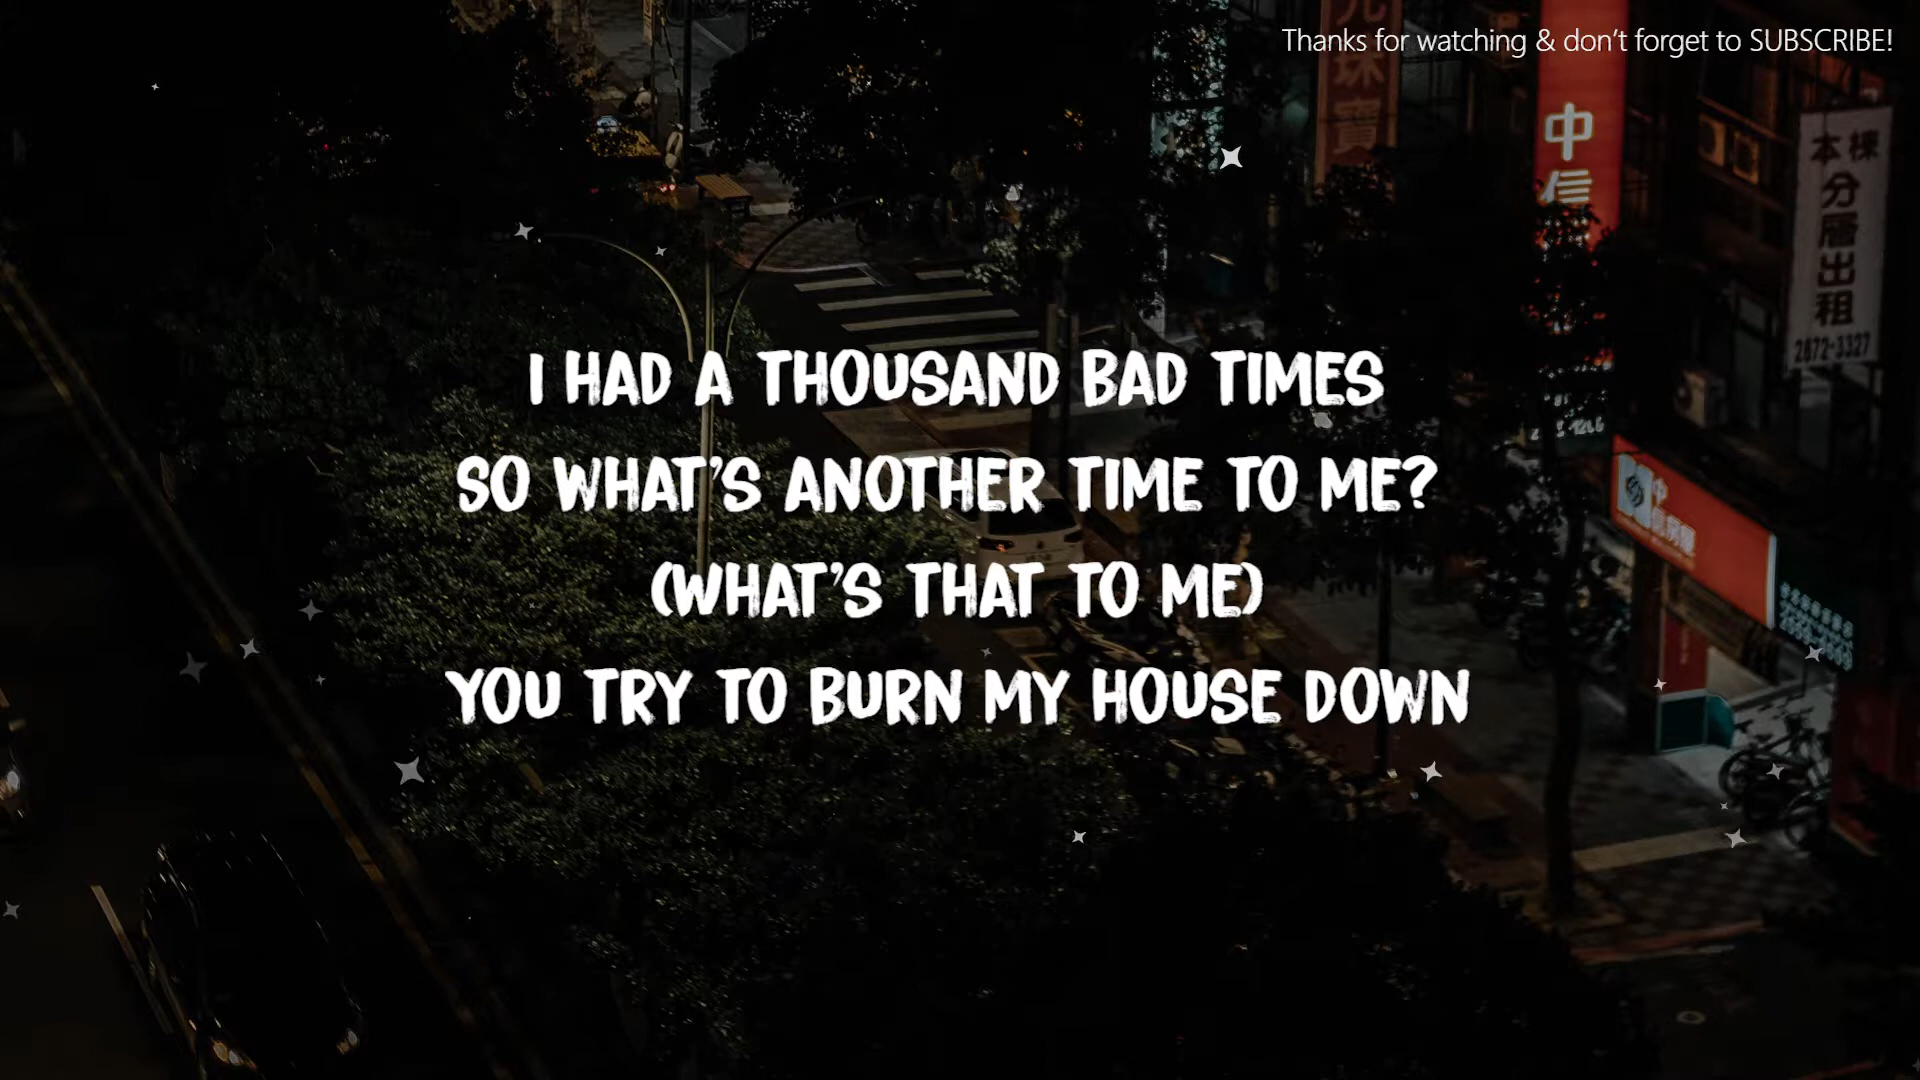 Thanks for watching & don't forget to SUBSCRIBE!
I HAD A THOUSAND BAD TIMES
SO WHAT'S ANOTHER TIME TO ME?
(WHAT'S THAT TO ME)
YOU TRY TO BURN MY HOUSE DOWN
珠寶
中信
本棟
分層出租
2872-3327